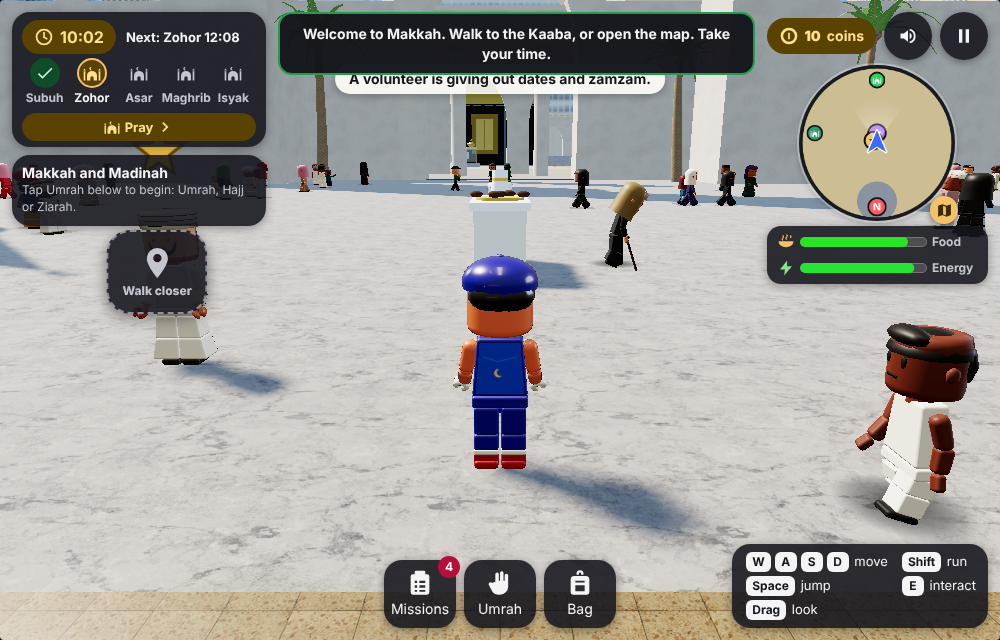 10:02
Next: Zohor 12:08
Subuh
Zohor
Asar
Maghrib
Isyak
Pray
Makkah and Madinah
Tap Umrah below to begin: Umrah, Hajj
or Ziarah.
Walk closer
Welcome to Makkah. Walk to the Kaaba, or open the map. Take
your time.
A volunteer is giving out dates and zamzam.
10 coins
N
Food
Energy
4
Missions
Umrah
Bag
W A S D move
Shift run
Space jump
E interact
Drag look